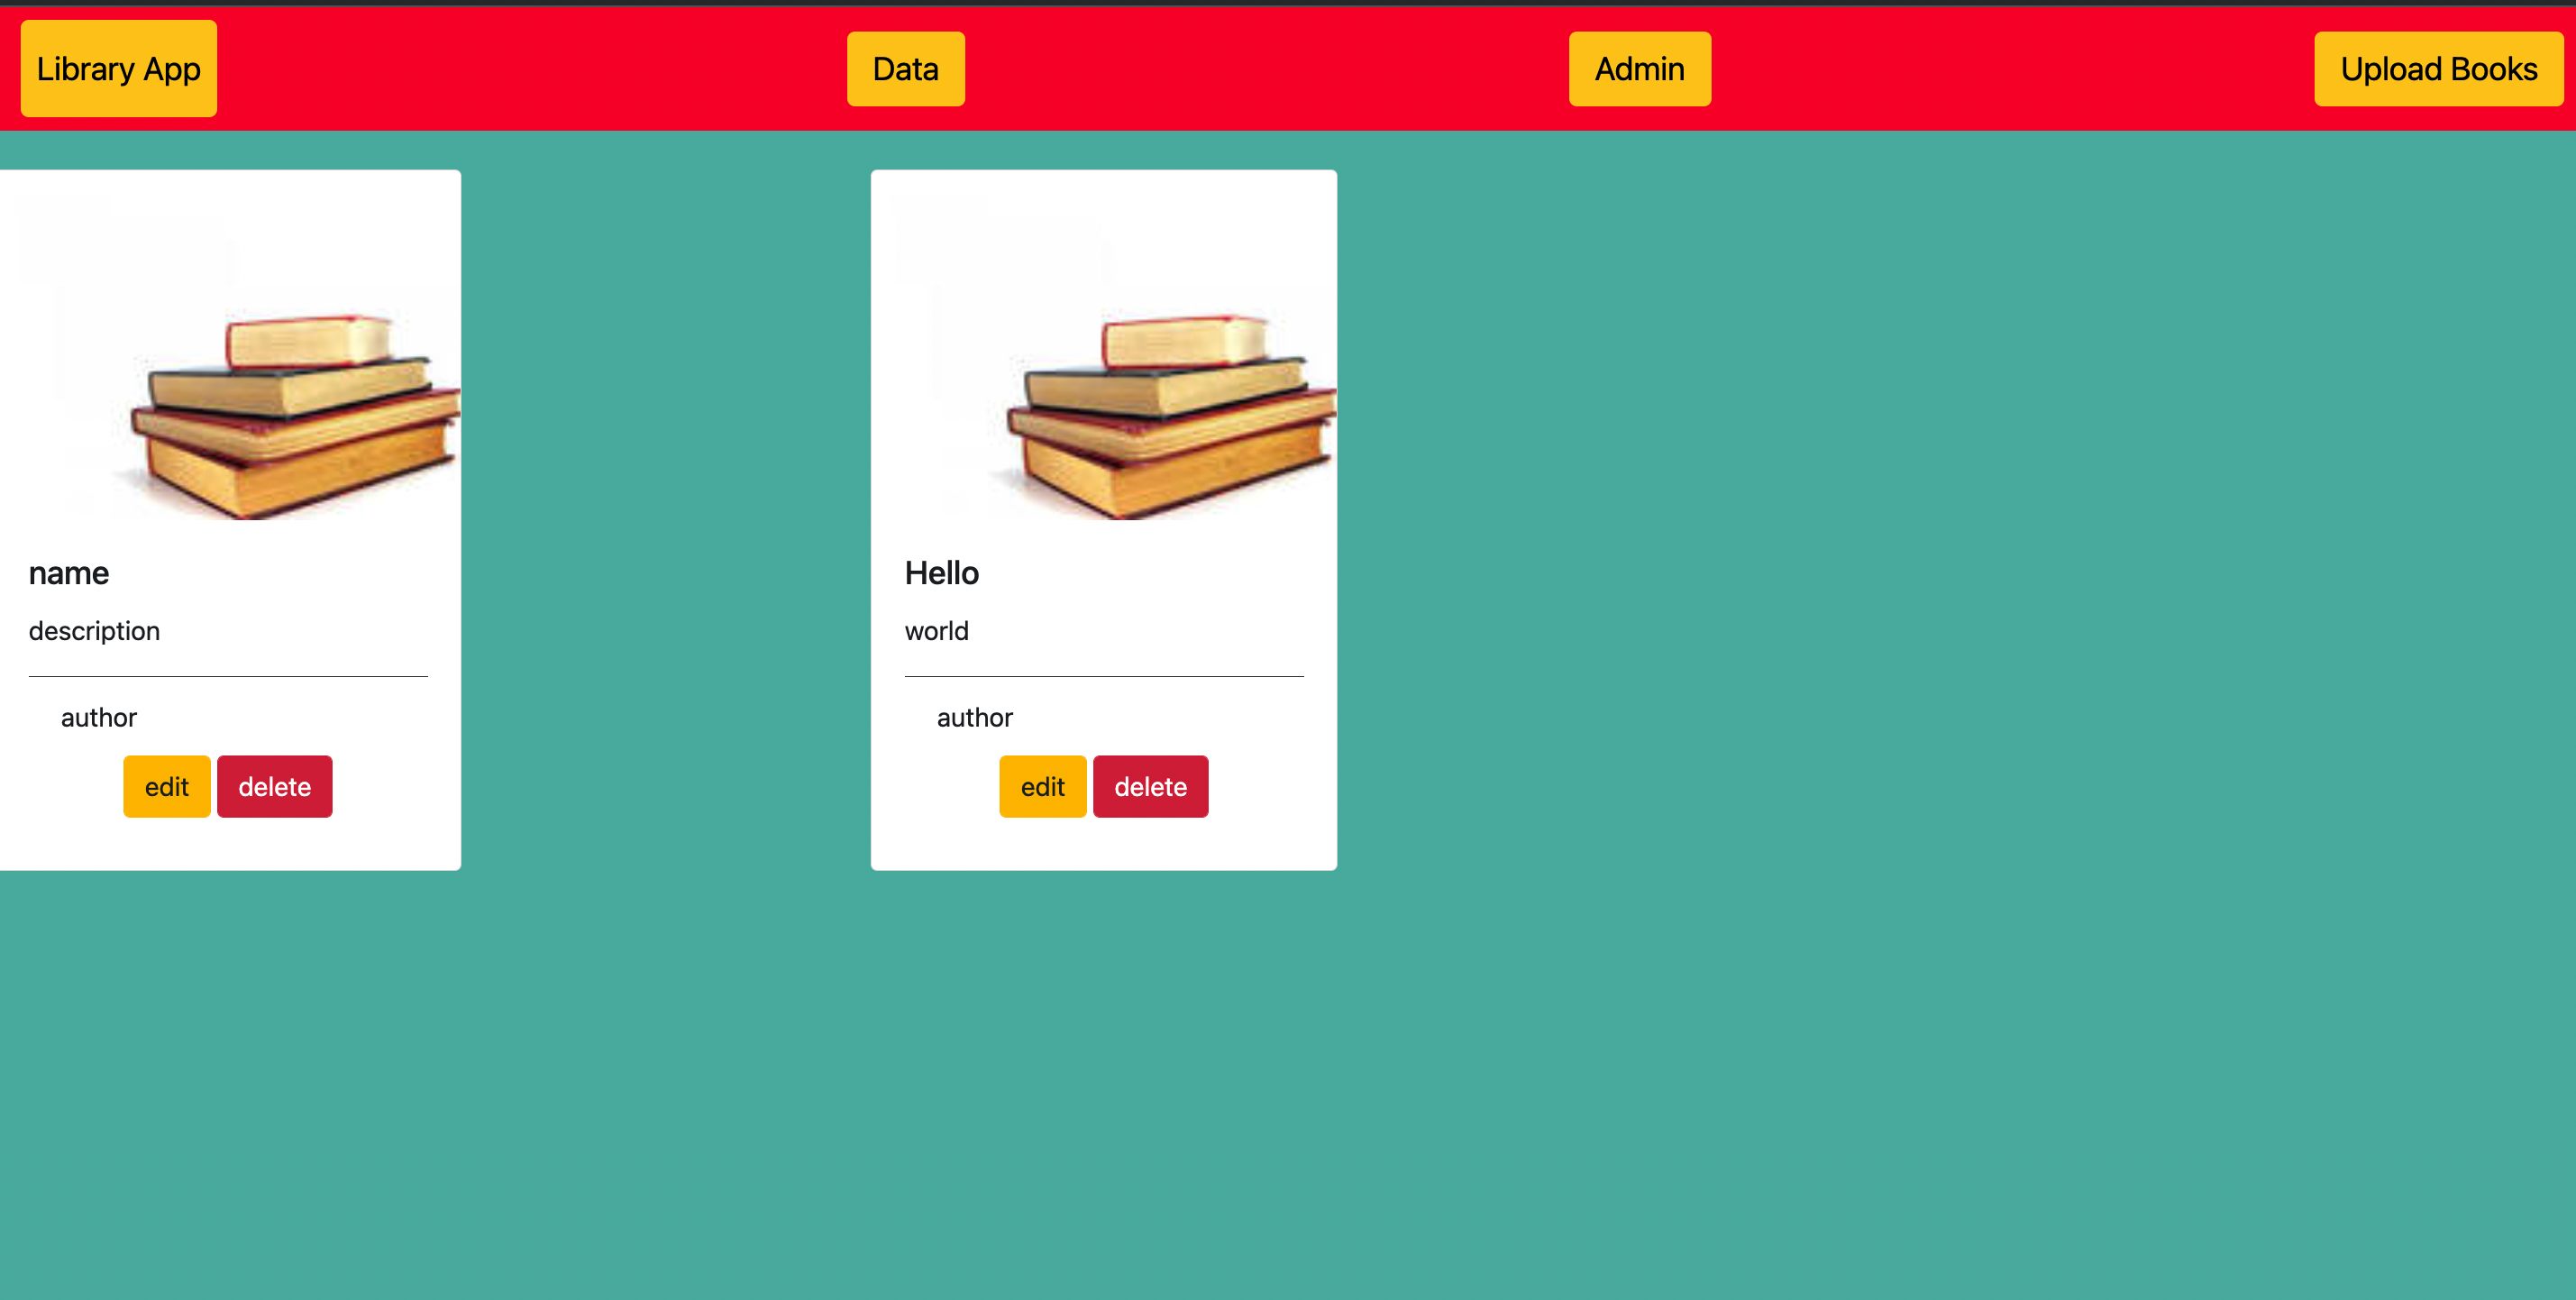 Library App
Data
Admin
Upload Books
name
description
author
edit
delete
Hello
world
author
edit
delete